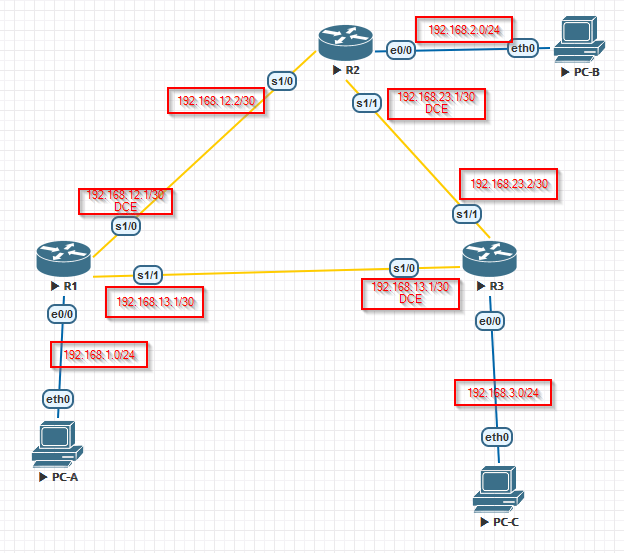 192.168.2.0/24
e0/0
eth0
R2
PC-B
s1/0
192.168.12.2/30
s1/1
192.168.23.1/30
DCE
192.168.23.2/30
192.168.12.1/30
DCE
s1/0
s1/1
R1
s1/1
s1/0
R3
192.168.13.1/30
192.168.13.1/30
DCE
e0/0
e0/0
192.168.1.0/24
192.168.3.0/24
eth0
eth0
PC-A
PC-C